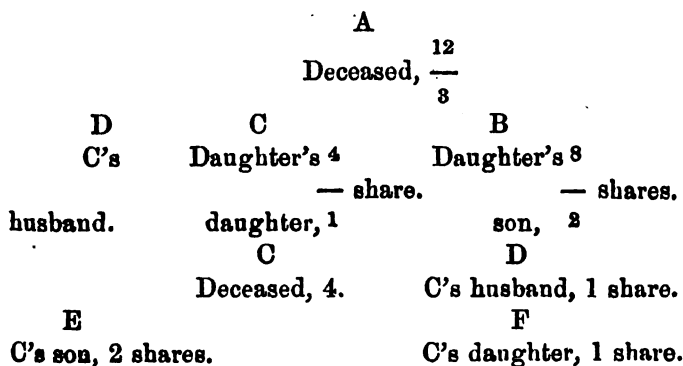 A
Deceased, 12/3
D C B
C's Daughter's 4 Daughter's 8
— share. — shares.
husband. daughter, 1 son, 2
C D
Deceased, 4. C's husband, 1 share.
E F
C's son, 2 shares. C's daughter, 1 share.